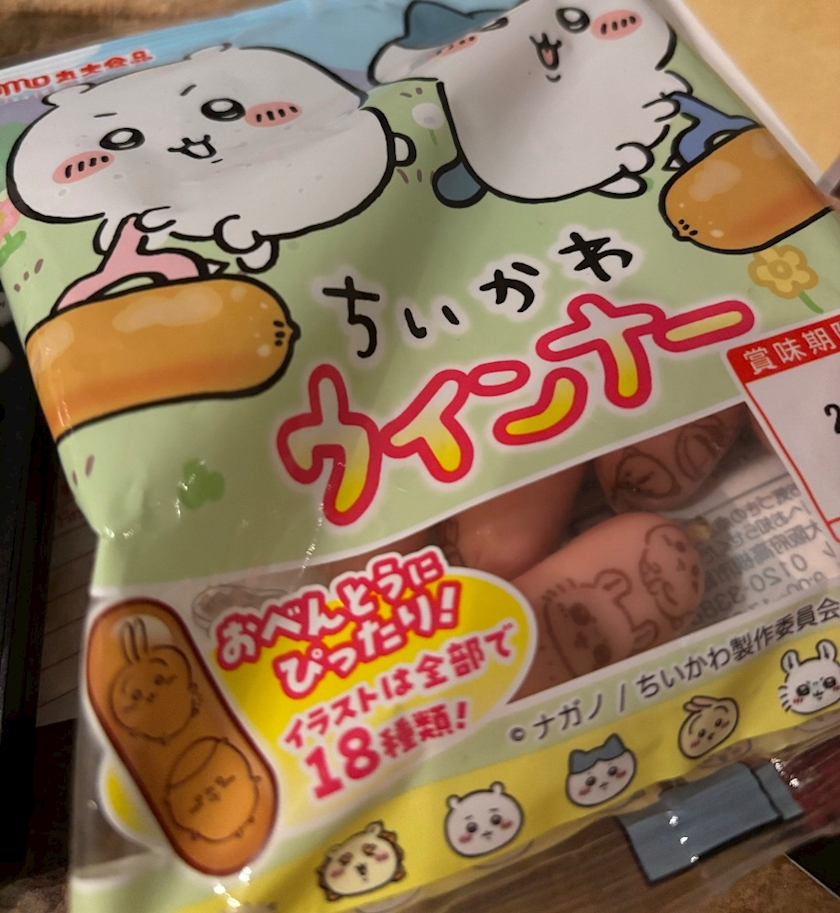 丸大食品
ちいかわ
ウインナー
賞味期
おべんとうに
ぴったり!
イラストは全部で
18種類!
©ナガノ / ちいかわ製作委員会